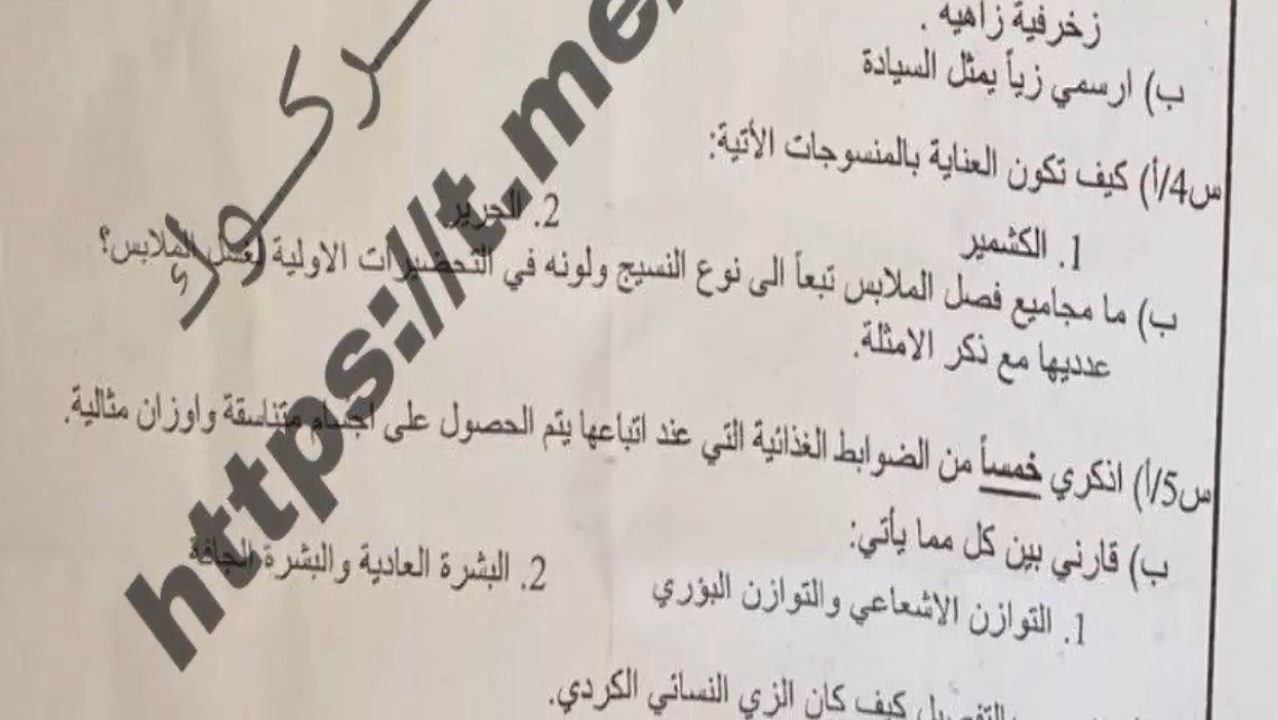 زخرفية زاهيه .
ب) ارسمي زياً يمثل السيادة
س4/أ) كيف تكون العناية بالمنسوجات الأتية:
1. الكشمير 2. الحرير
ب) ما مجاميع فصل الملابس تبعاً الى نوع النسيج ولونه في التحضيرات الاولية لغسل الملابس؟
عدديها مع ذكر الامثلة.
س5/أ) اذكري خمساً من الضوابط الغذائية التي عند اتباعها يتم الحصول على اجسام متناسقة واوزان مثالية.
ب) قارني بين كل مما يأتي:
1. التوازن الاشعاعي والتوازن البؤري 2. البشرة العادية والبشرة الجافة
كيف كان الزي النسائي الكردي.
https://t.me/